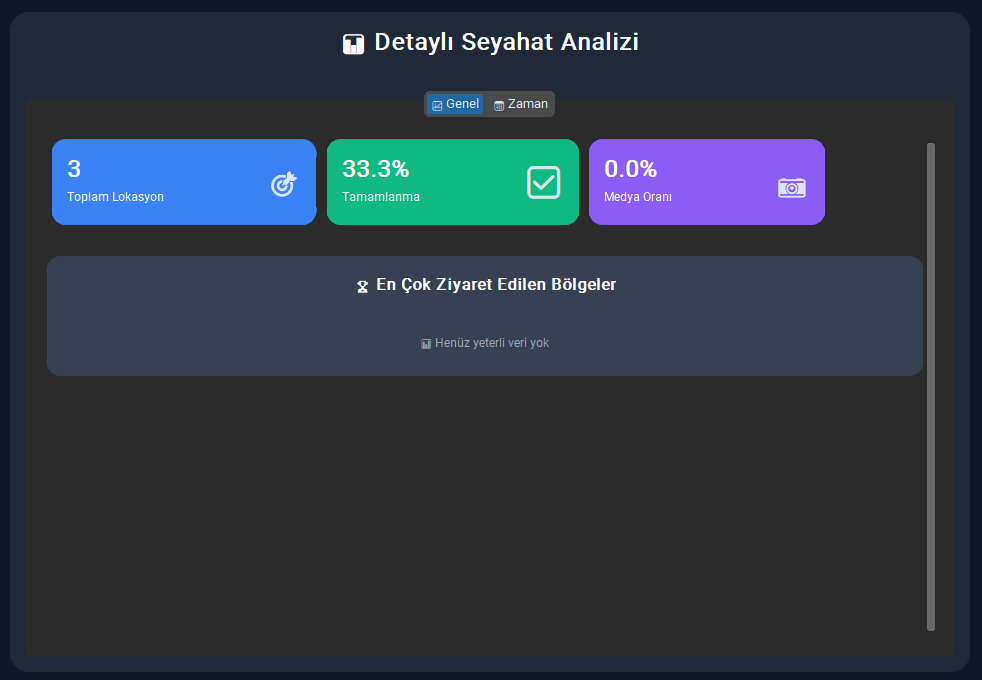 Detaylı Seyahat Analizi
Genel Zaman
3
Toplam Lokasyon
33.3%
Tamamlanma
0.0%
Medya Oranı
En Çok Ziyaret Edilen Bölgeler
Henüz yeterli veri yok